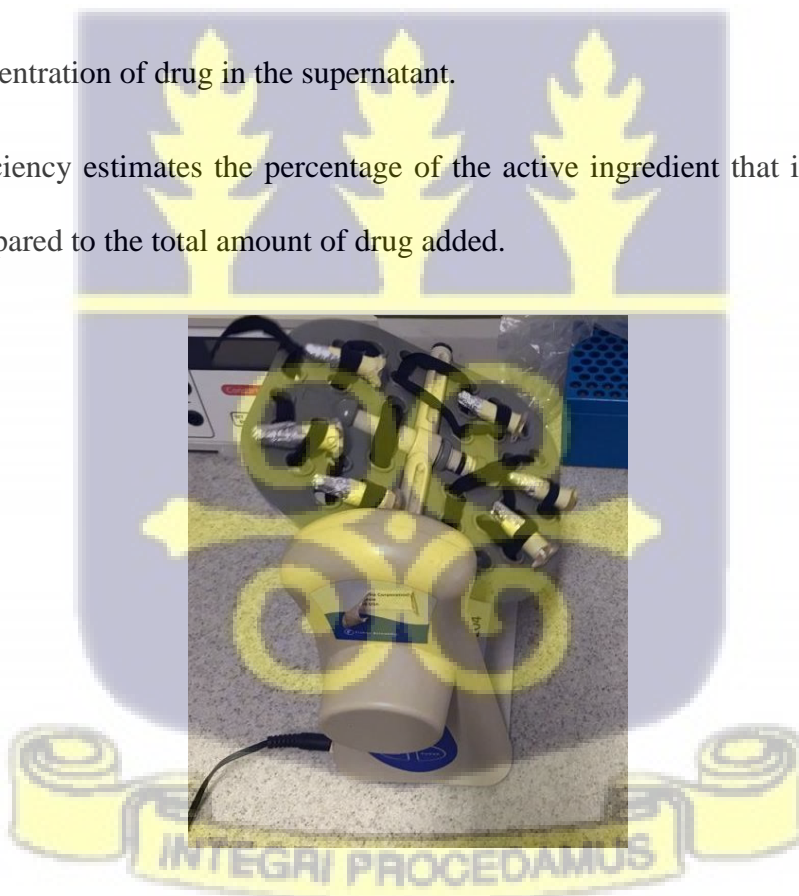 entration of drug in the supernatant.
ciency estimates the percentage of the active ingredient that i
pared to the total amount of drug added.
INTEGRI PROCEDAMUS